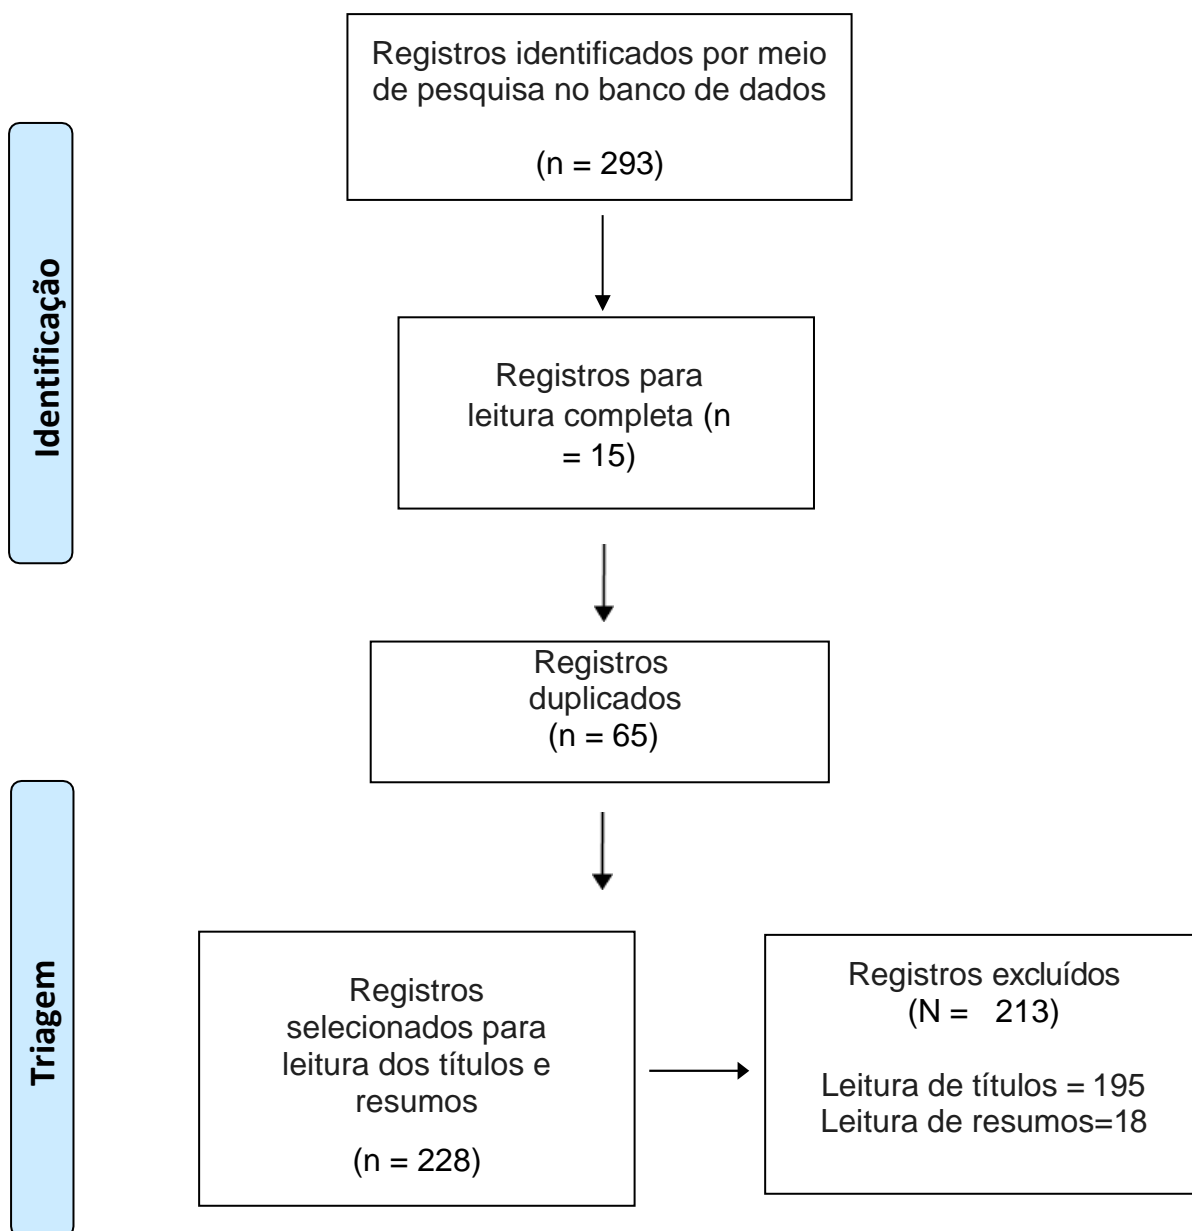 Registros identificados por meio
de pesquisa no banco de dados
(n = 293)
Identificação
Registros para
leitura completa (n
= 15)
Registros
duplicados
(n = 65)
Triagem
Registros
selecionados para
leitura dos títulos e
resumos
(n = 228)
Registros excluídos
(N = 213)
Leitura de títulos = 195
Leitura de resumos=18